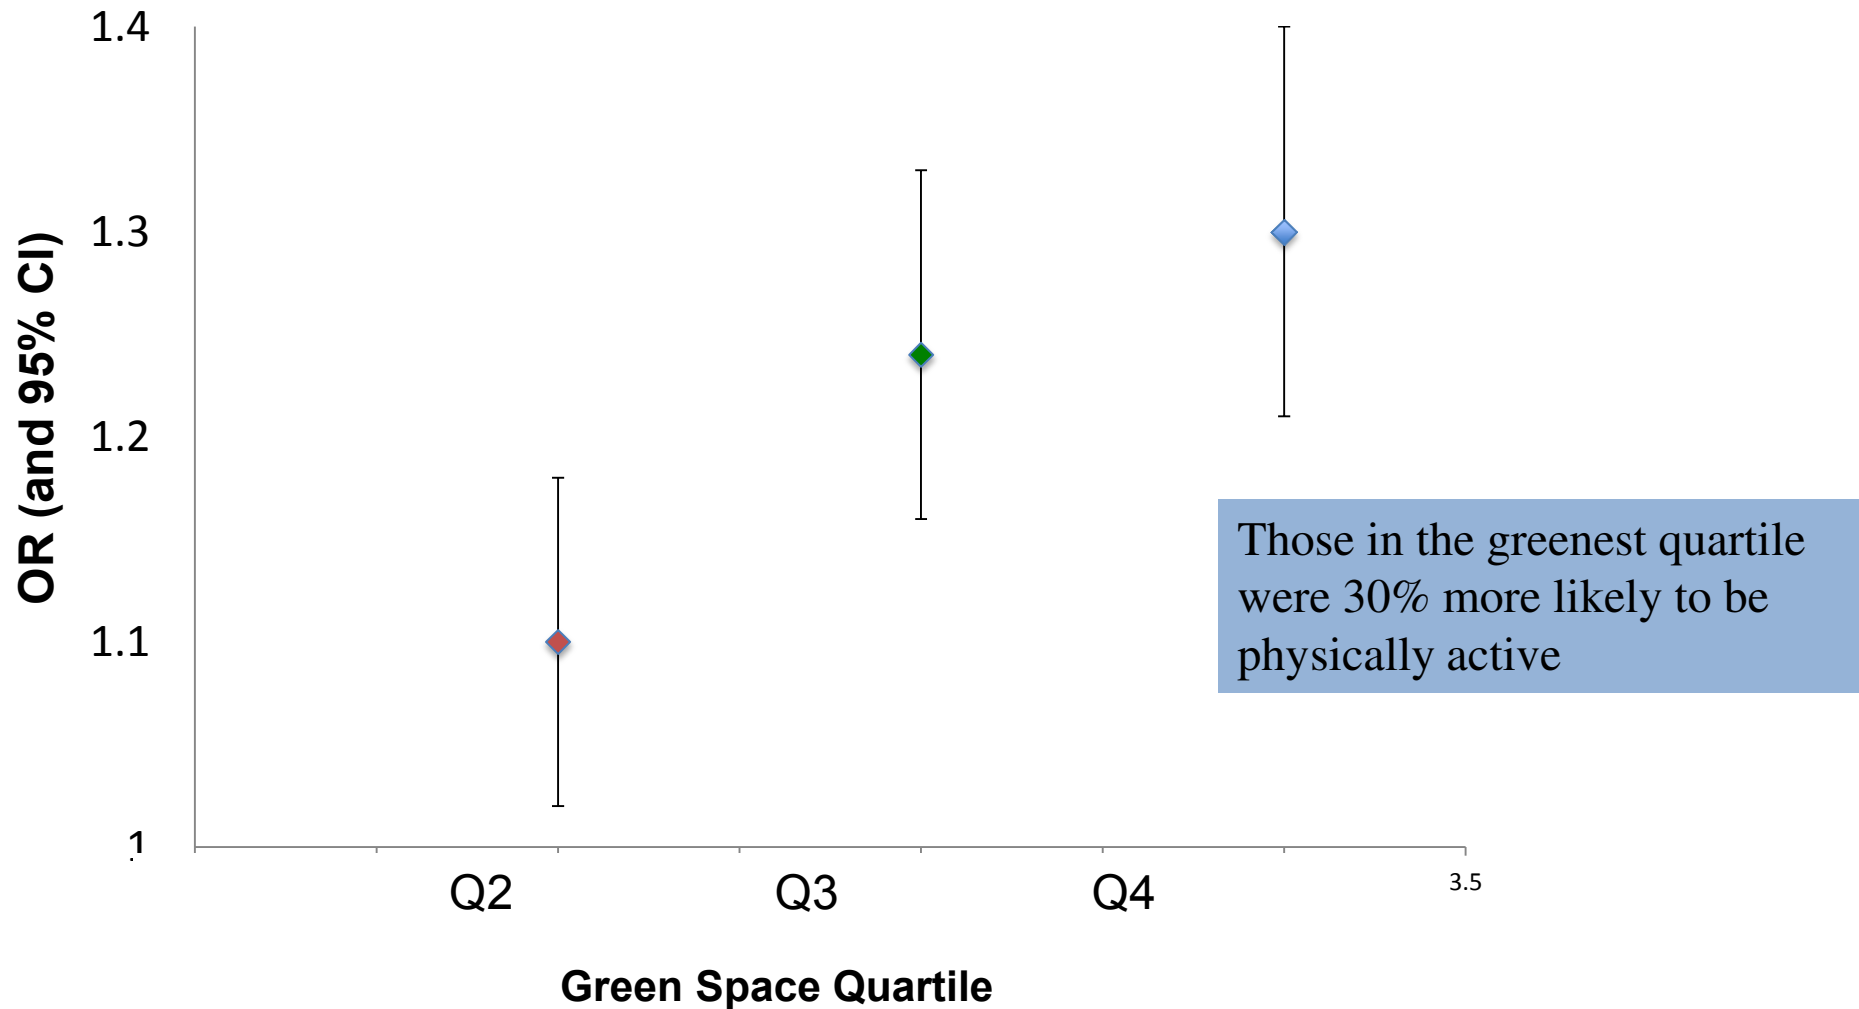 1.4
1.3
1.2
1.1
1
OR (and 95% CI)
Those in the greenest quartile
were 30% more likely to be
physically active
Q2 Q3 Q4 3.5
Green Space Quartile